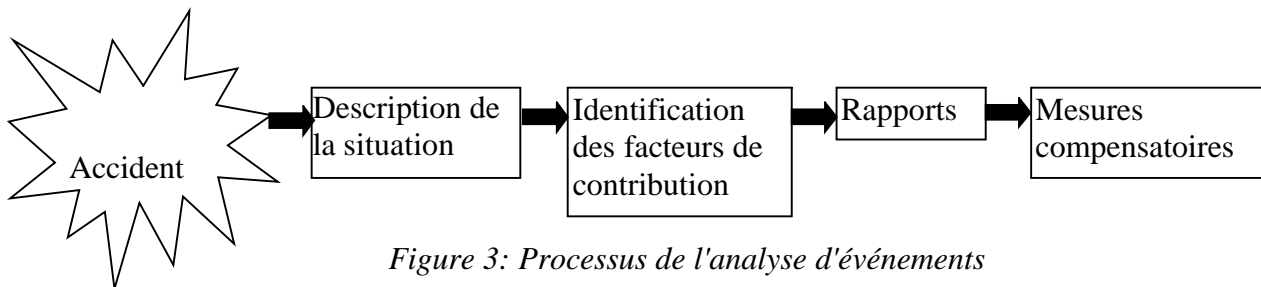 Accident
Description de
la situation
Identification
des facteurs de
contribution
Rapports
Mesures
compensatoires
Figure 3: Processus de l'analyse d'événements